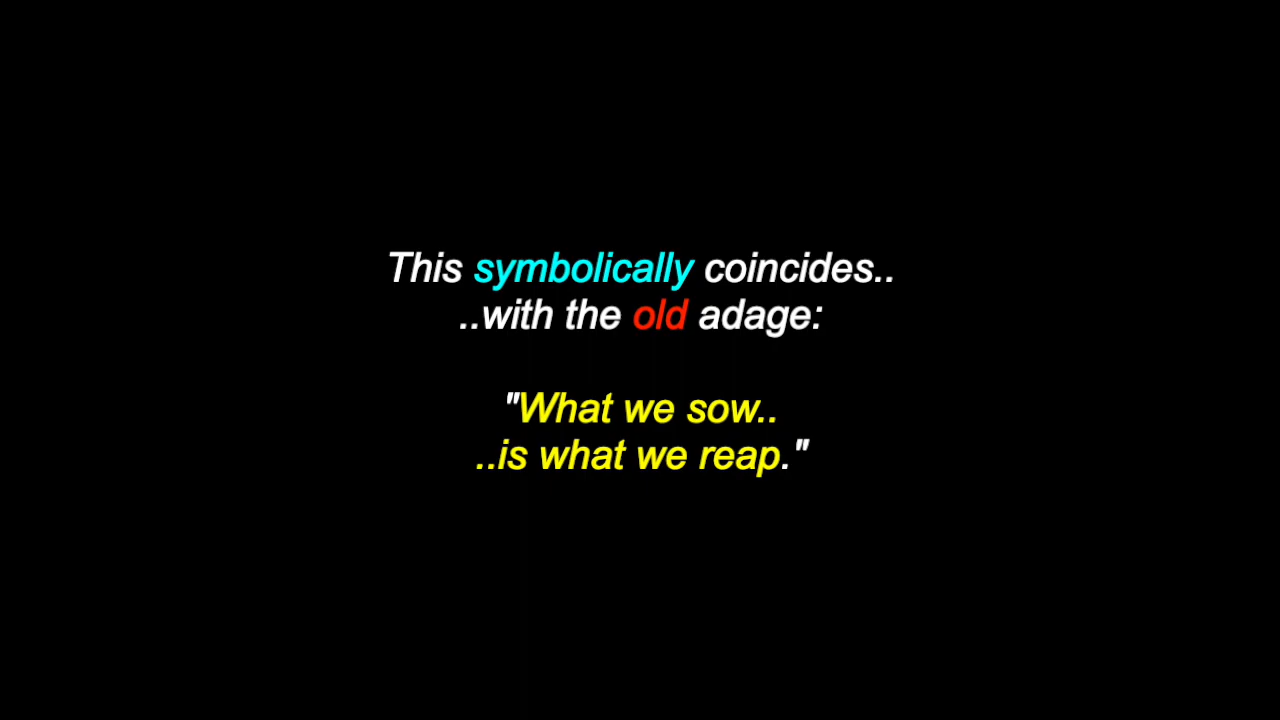 This symbolically coincides..
..with the old adage:
"What we sow..
..is what we reap."